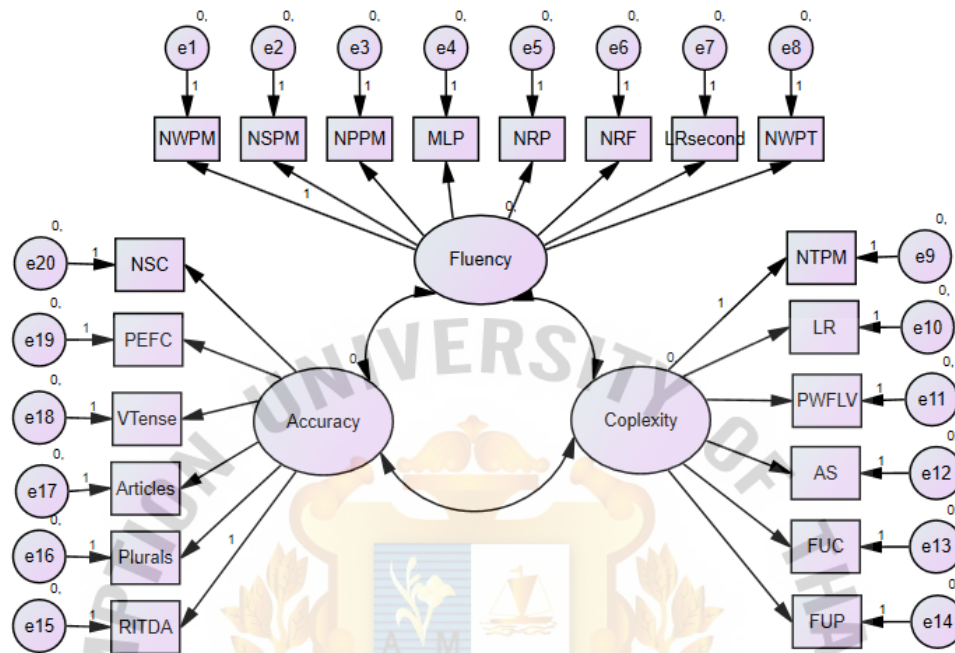 0, 0, 0, 0, 0, 0, 0, 0,
e1 e2 e3 e4 e5 e6 e7 e8
1 1 1 1 1 1 1 1
NWPM NSPM NPPM MLP NRP NRF LRsecond NWPT
1
0,
Fluency
0,
e20 1 NSC
0,
e19 1 PEFC
0,
e18 1 VTense
0,
e17 1 Articles
0,
e16 1 Plurals
0,
e15 1 RITDA
1
0,
Accuracy
0,
Coplexity
1
0,
NTPM 1 e9
0,
LR 1 e10
0,
PWFLV 1 e11
0,
AS 1 e12
0,
FUC 1 e13
0,
FUP 1 e14
MPTION UNIVERSITY OF THA
A M